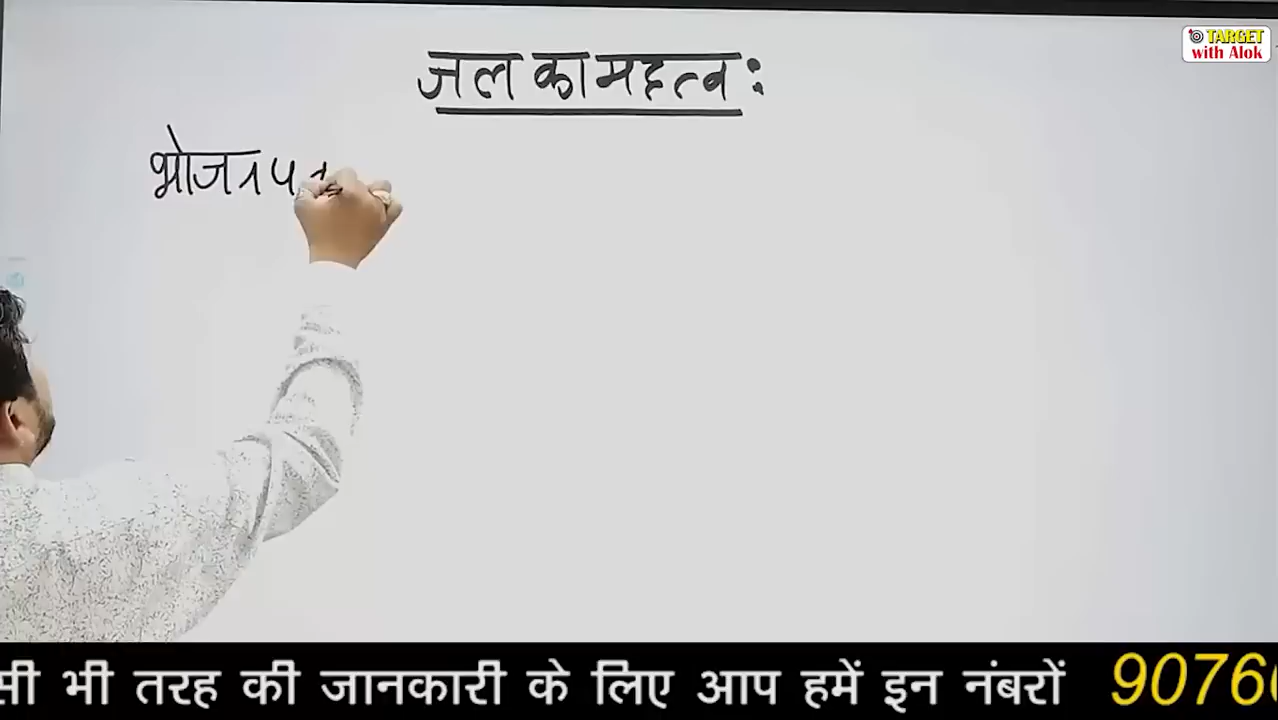 TARGET
with Alok
जल का महत्व :
भोजन प
सी भी तरह की जानकारी के लिए आप हमें इन नंबरों 9076